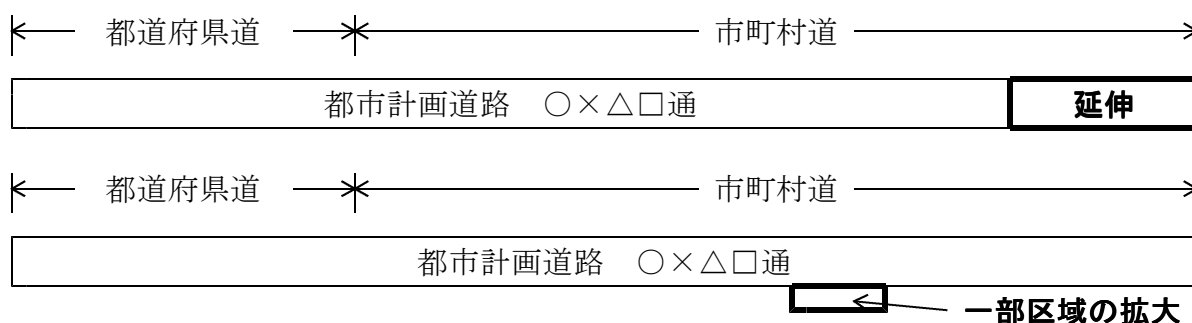 都道府県道 市町村道
都市計画道路 ○×△□通 延伸
都道府県道 市町村道
都市計画道路 ○×△□通
一部区域の拡大